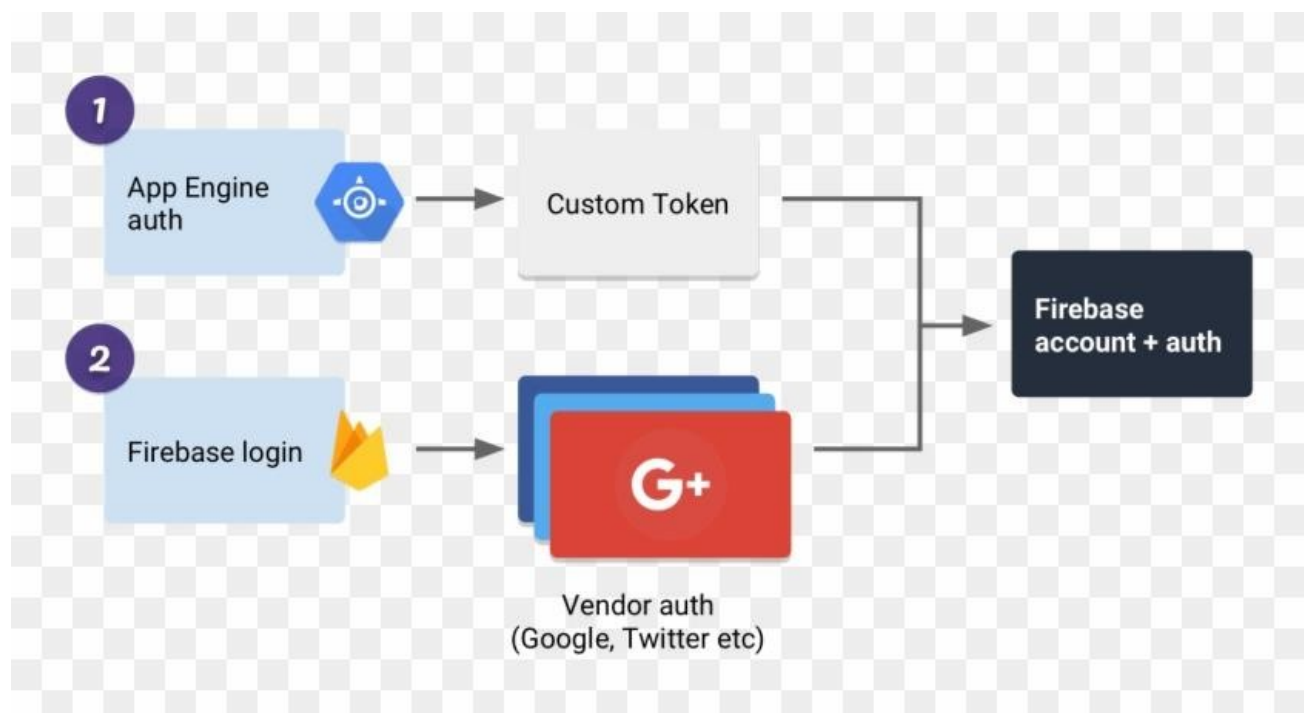 1
App Engine
auth
Custom Token
Firebase
account + auth
2
Firebase login
G+
Vendor auth
(Google, Twitter etc)